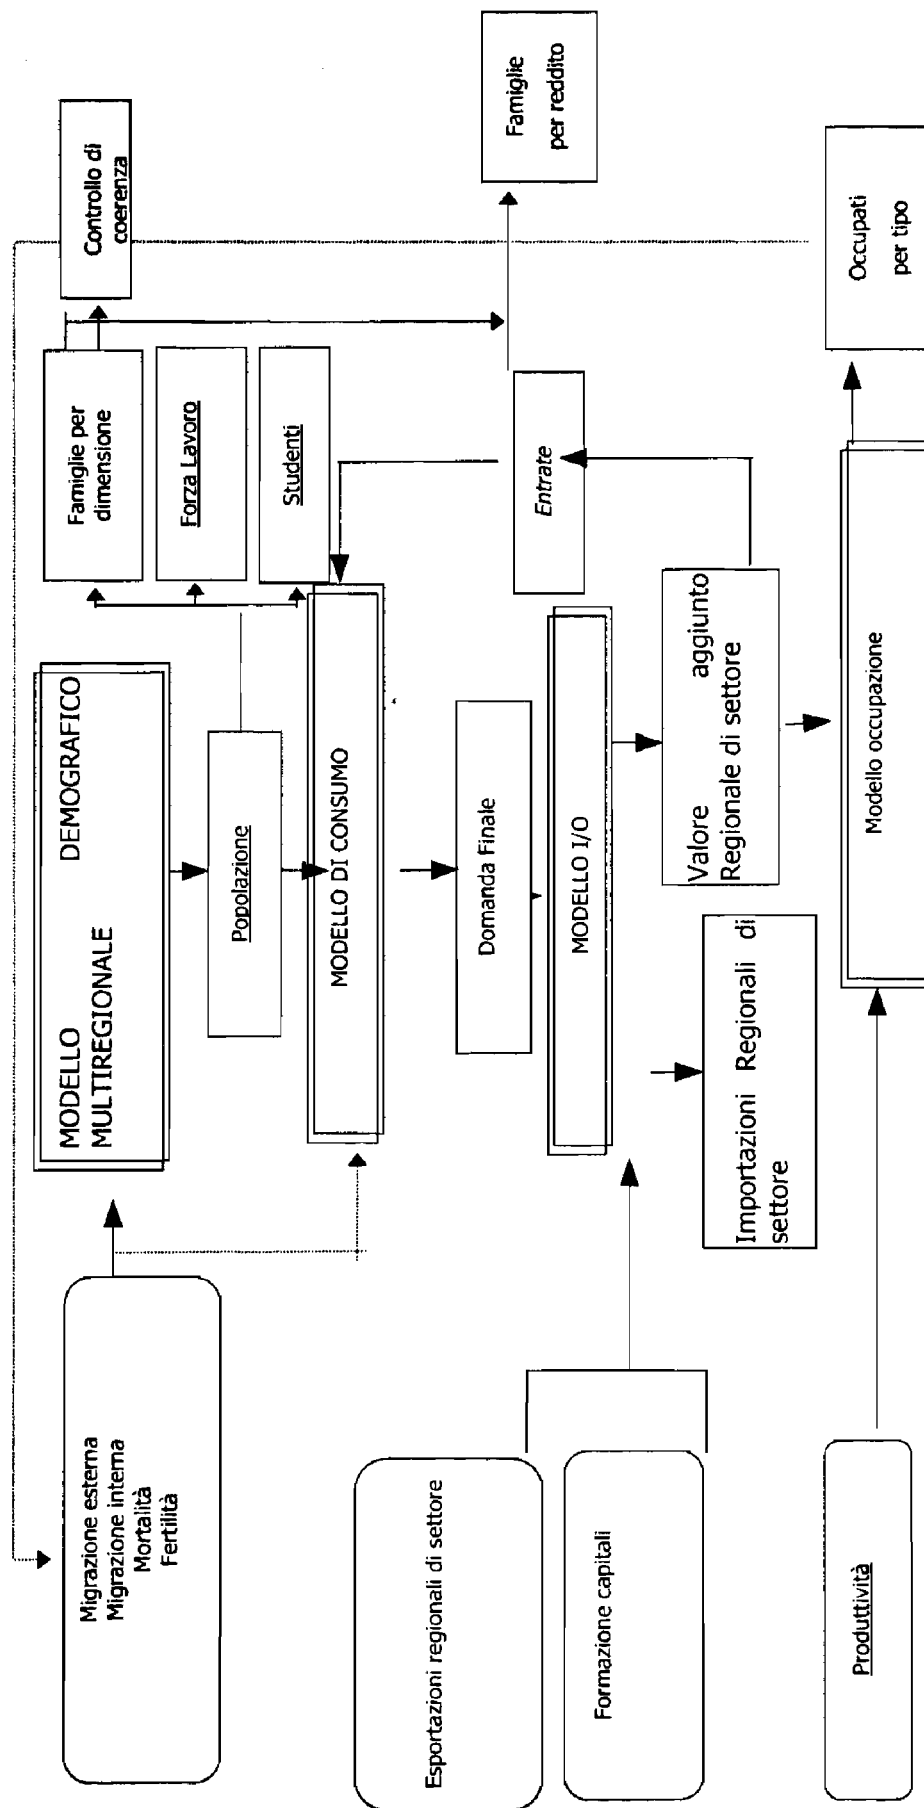 Migrazione esterna
Migrazione interna
Mortalità
Fertilità
MODELLO DEMOGRAFICO
MULTIREGIONALE
Famiglie per
dimensione
Controllo di
coerenza
Forza Lavoro
Popolazione
Studenti
MODELLO DI CONSUMO
Esportazioni regionali di settore
Domanda Finale
Entrate
Famiglie
per reddito
Formazione capitali
MODELLO I/O
Valore aggiunto
Regionale di settore
Importazioni Regionali di
settore
Produttività
Modello occupazione
Occupati
per tipo